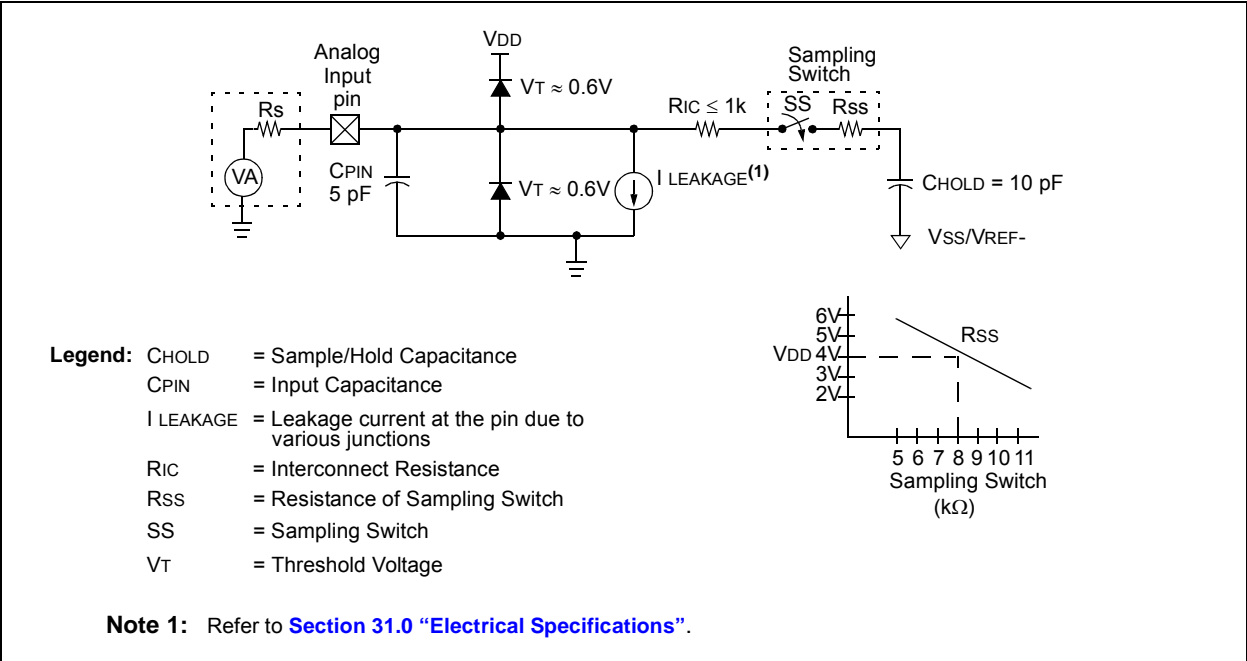 VDD
Analog
Input
pin
VT ≈ 0.6V
Sampling
Switch
Rs
RIC ≤ 1k
SS
Rss
VA
CPIN
5 pF
VT ≈ 0.6V
I LEAKAGE(1)
CHOLD = 10 pF
VSS/VREF-
6V
5V
VDD 4V
3V
2V
RSS
5 6 7 8 9 10 11
Sampling Switch
(kΩ)
Legend: CHOLD = Sample/Hold Capacitance
CPIN = Input Capacitance
I LEAKAGE = Leakage current at the pin due to
various junctions
RIC = Interconnect Resistance
RSS = Resistance of Sampling Switch
SS = Sampling Switch
VT = Threshold Voltage
Note 1: Refer to Section 31.0 “Electrical Specifications”.